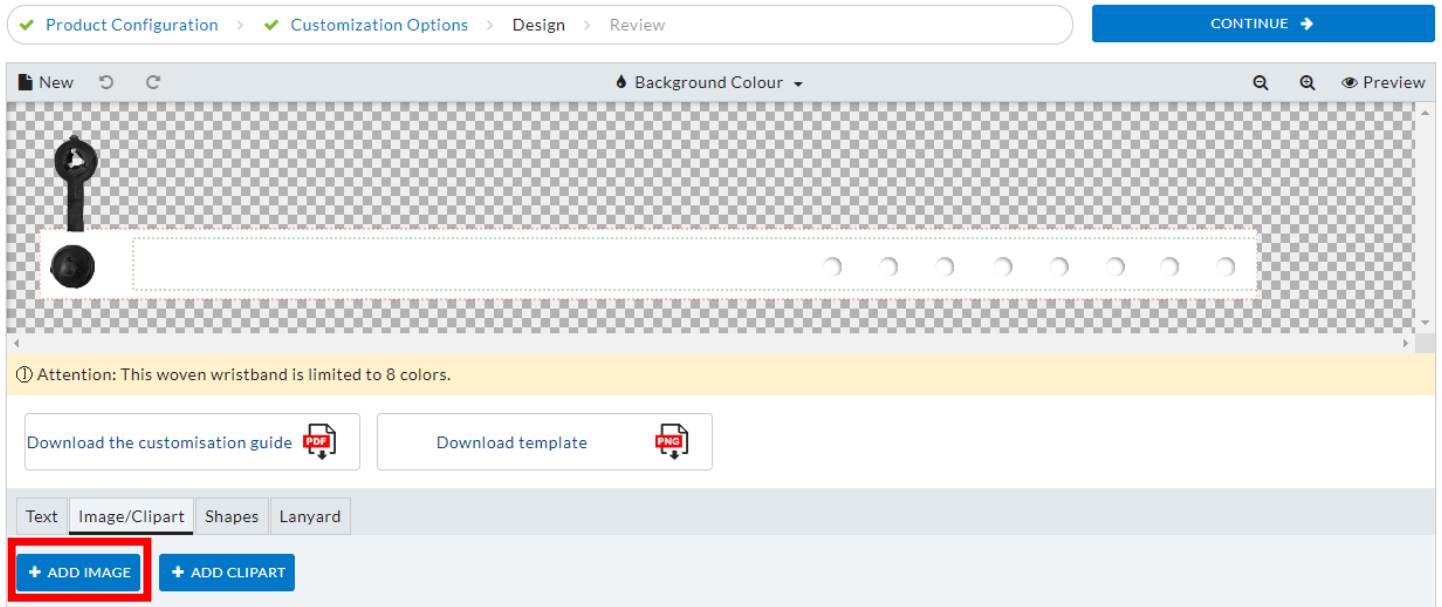 Product Configuration > Customization Options > Design > Review
CONTINUE
New
Background Colour
Preview
Attention: This woven wristband is limited to 8 colors.
Download the customisation guide PDF
Download template PNG
Text Image/Clipart Shapes Lanyard
+ ADD IMAGE + ADD CLIPART